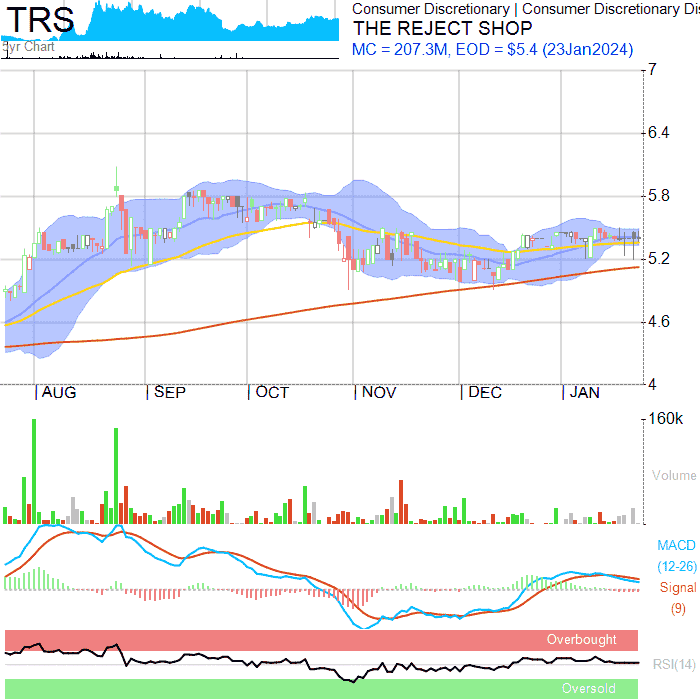 TRS
5yr Chart
Consumer Discretionary | Consumer Discretionary Dis
THE REJECT SHOP
MC = 207.3M, EOD = $5.4 (23Jan2024)
7
6.4
5.8
5.2
4.6
4
| AUG | SEP | OCT | NOV | DEC | JAN
160k
Volume
MACD
(12-26)
Signal
(9)
Overbought
RSI(14)
Oversold